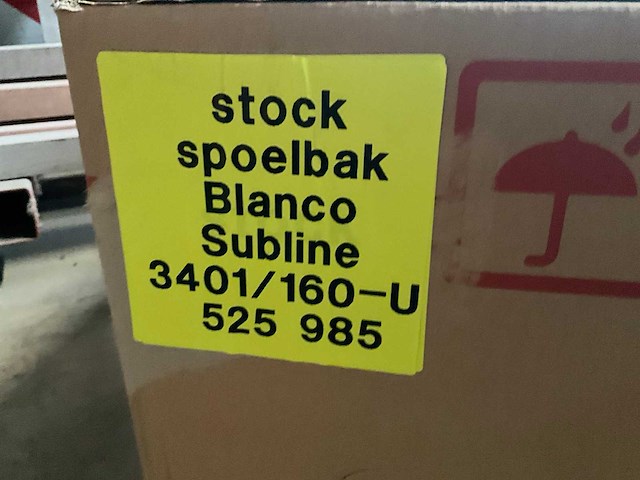 stock
spoelbak
Blanco
Subline
3401/160-U
525 985